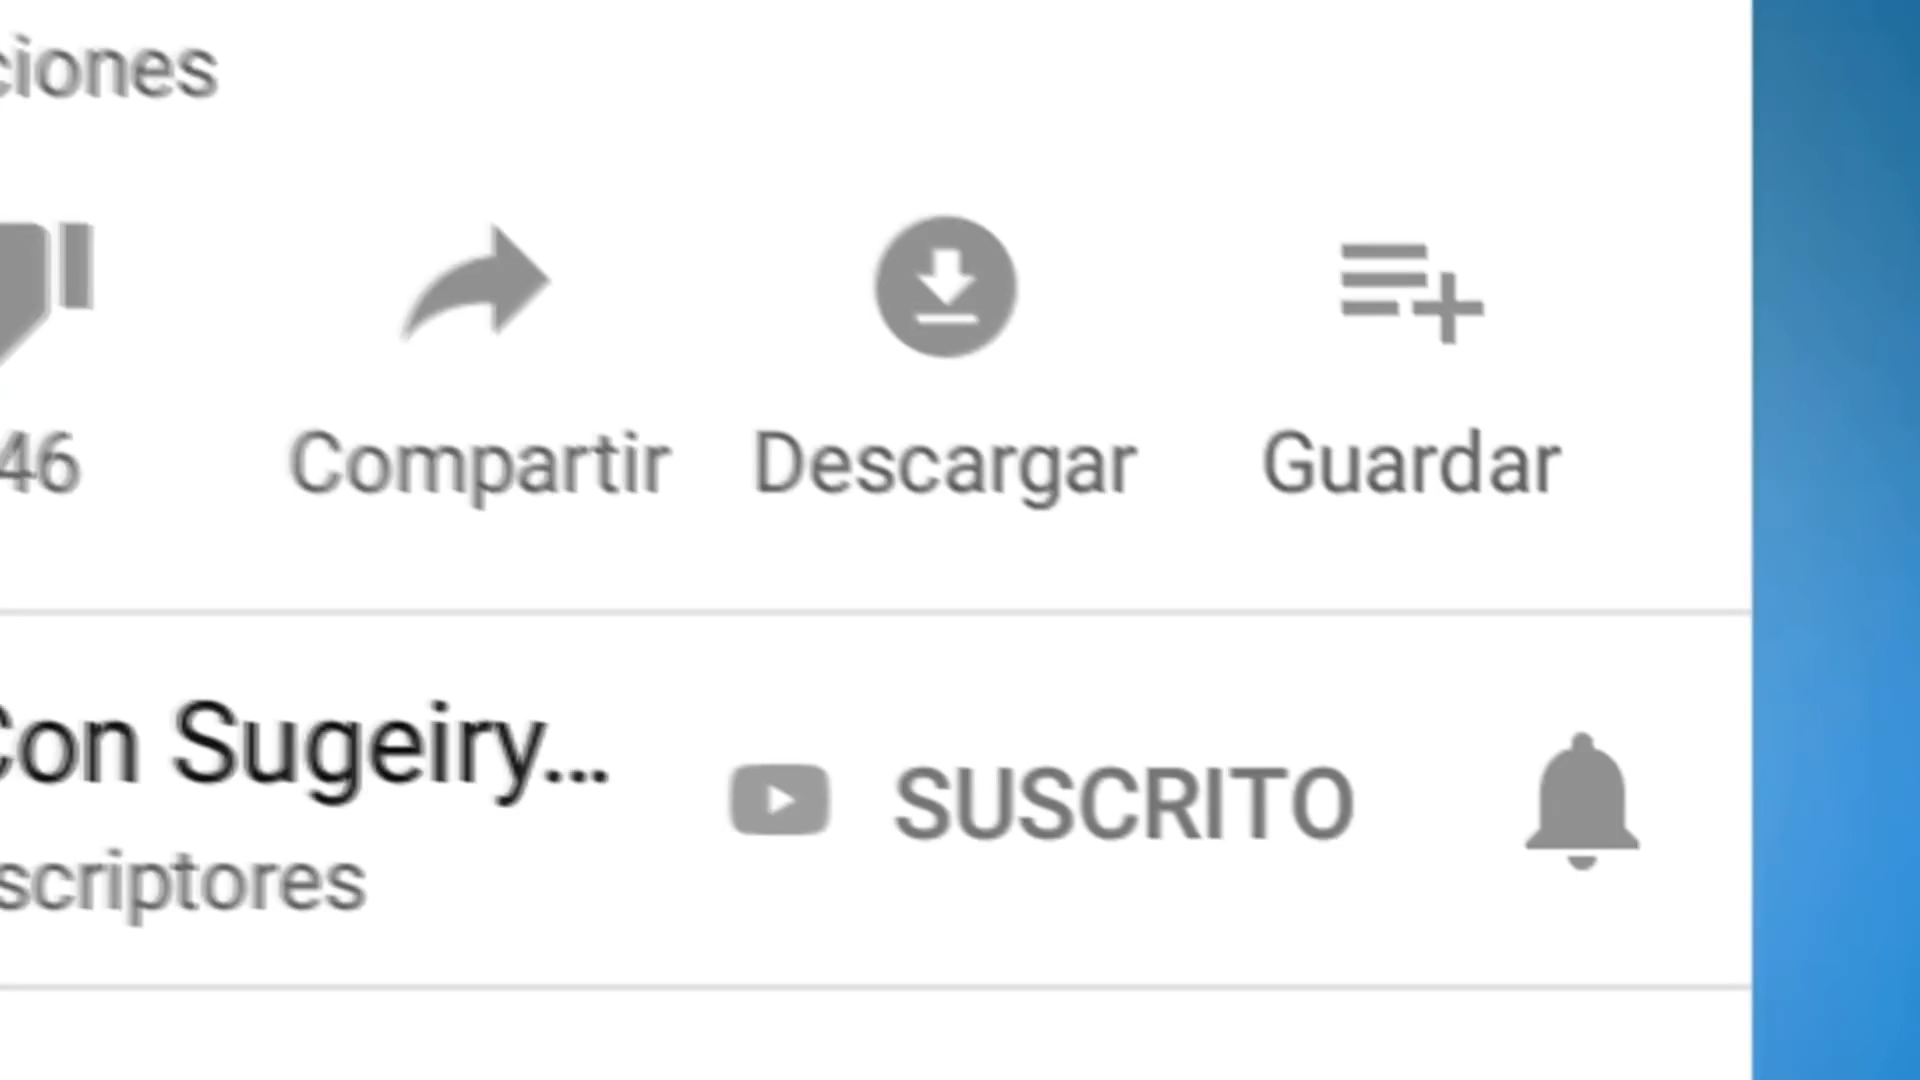 ciones
46 Compartir Descargar Guardar
Con Sugeiry...
SUSCRITO
scriptores